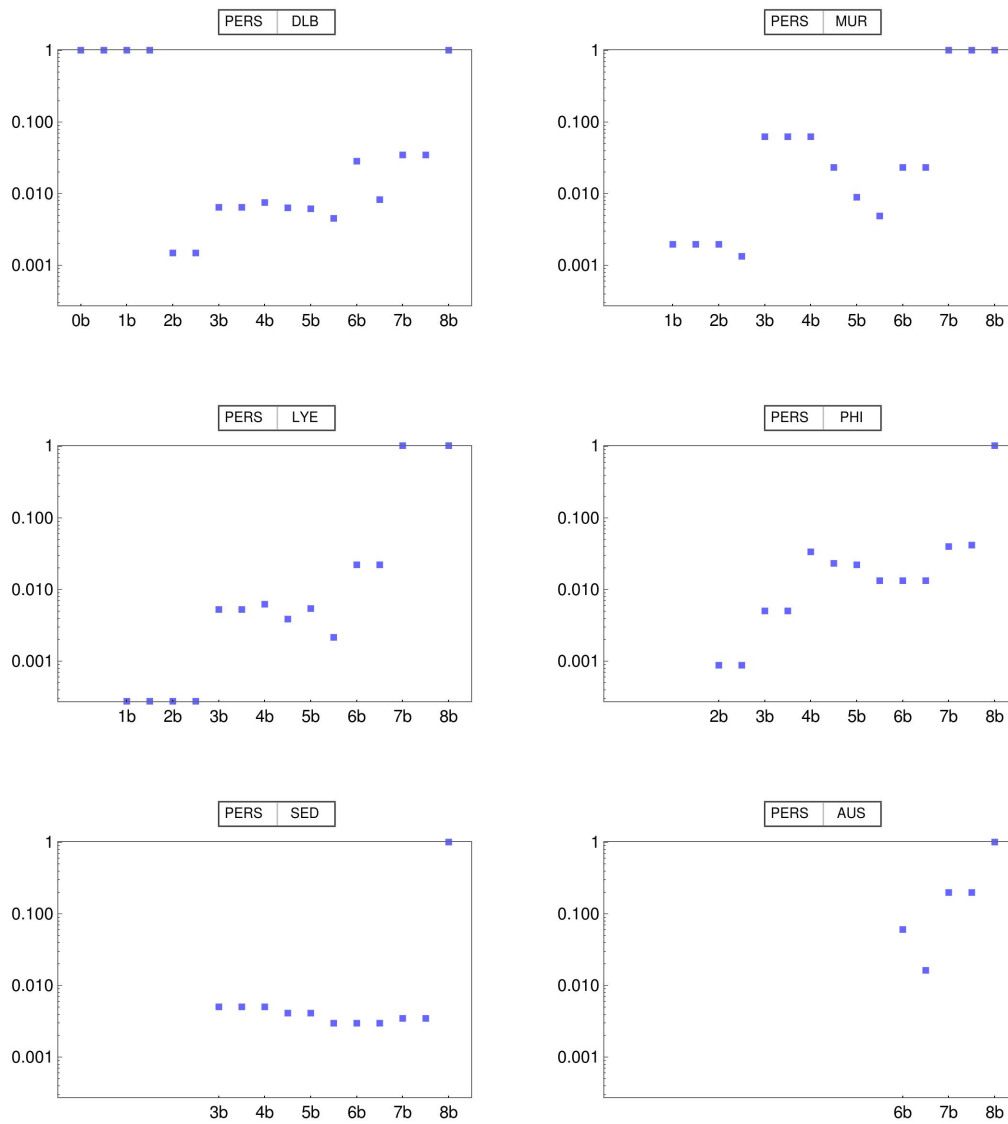 PERS DLB
1
0.100
0.010
0.001
0b 1b 2b 3b 4b 5b 6b 7b 8b
PERS MUR
1
0.100
0.010
0.001
1b 2b 3b 4b 5b 6b 7b 8b
PERS LYE
1
0.100
0.010
0.001
1b 2b 3b 4b 5b 6b 7b 8b
PERS PHI
1
0.100
0.010
0.001
2b 3b 4b 5b 6b 7b 8b
PERS SED
1
0.100
0.010
0.001
3b 4b 5b 6b 7b 8b
PERS AUS
1
0.100
0.010
0.001
6b 7b 8b